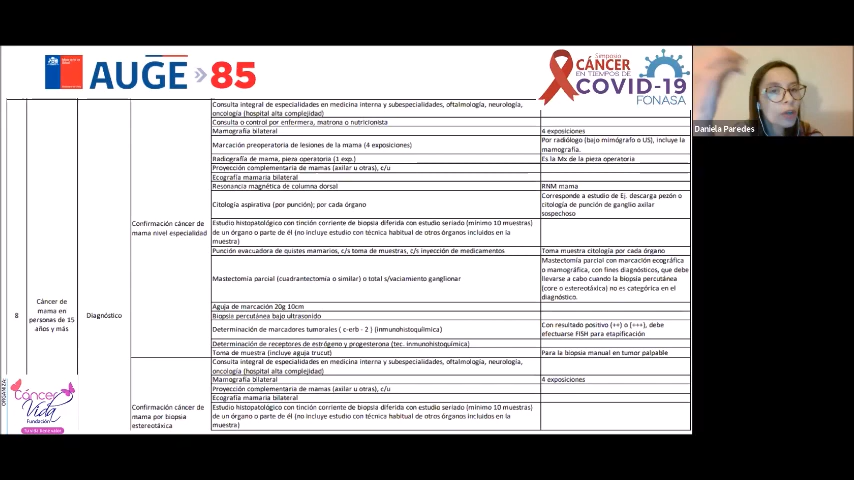 AUGE » 85
Simposio
CÁNCER
EN TIEMPOS DE
COVID-19
FONASA
Daniela Paredes
8
Cáncer de
mama en
personas de 15
años y más
Diagnóstico
Confirmación cáncer de
mama nivel especialidad
Consulta integral de especialidades en medicina interna y subespecialidades, oftalmología, neurología,
oncología (hospital alta complejidad)
Consulta o control por enfermera, matrona o nutricionista
Mamografía bilateral
4 exposiciones
Marcación preoperatoria de lesiones de la mama (4 exposiciones)
Por radiólogo (bajo mimógrafo o US), incluye la
mamografía.
Radiografía de mama, pieza operatoria (1 exp.)
Es la Mx de la pieza operatoria
Proyección complementaria de mamas (axilar u otras), c/u
Ecografía mamaria bilateral
Resonancia magnética de columna dorsal
RNM mama
Citología aspirativa (por punción); por cada órgano
Corresponde a estudio de Ej. descarga pezón o
citología de punción de ganglio axilar
sospechoso
Estudio histopatológico con tinción corriente de biopsia diferida con estudio seriado (mínimo 10 muestras)
de un órgano o parte de él (no incluye estudio con técnica habitual de otros órganos incluidos en la
muestra)
Punción evacuadora de quistes mamarios, c/s toma de muestras, c/s inyección de medicamentos
Toma muestra citología por cada órgano
Mastectomía parcial (cuadrantectomía o similar) o total s/vaciamiento ganglionar
Mastectomía parcial con marcación ecográfica
o mamográfica, con fines diagnósticos, que debe
llevarse a cabo cuando la biopsia percutánea
(core o estereotáxica) no es categórica en el
diagnóstico.
Aguja de marcación 20g 10cm
Biopsia percutánea bajo ultrasonido
Determinación de marcadores tumorales ( c-erb - 2 ) (inmunohistoquímica)
Con resultado positivo (++) o (+++), debe
efectuarse FISH para etapificación
Determinación de receptores de estrógeno y progesterona (tec. inmunohistoquímica)
Toma de muestra (incluye aguja trucut)
Para la biopsia manual en tumor palpable
Confirmación cáncer de
mama por biopsia
estereotáxica
Consulta integral de especialidades en medicina interna y subespecialidades, oftalmología, neurología,
oncología (hospital alta complejidad)
Mamografía bilateral
4 exposiciones
Proyección complementaria de mamas (axilar u otras), c/u
Ecografía mamaria bilateral
Estudio histopatológico con tinción corriente de biopsia diferida con estudio seriado (mínimo 10 muestras)
de un órgano o parte de él (no incluye estudio con técnica habitual de otros órganos incluidos en la
muestra)
ORGANIZA:
Cáncer
Vida
Fundación